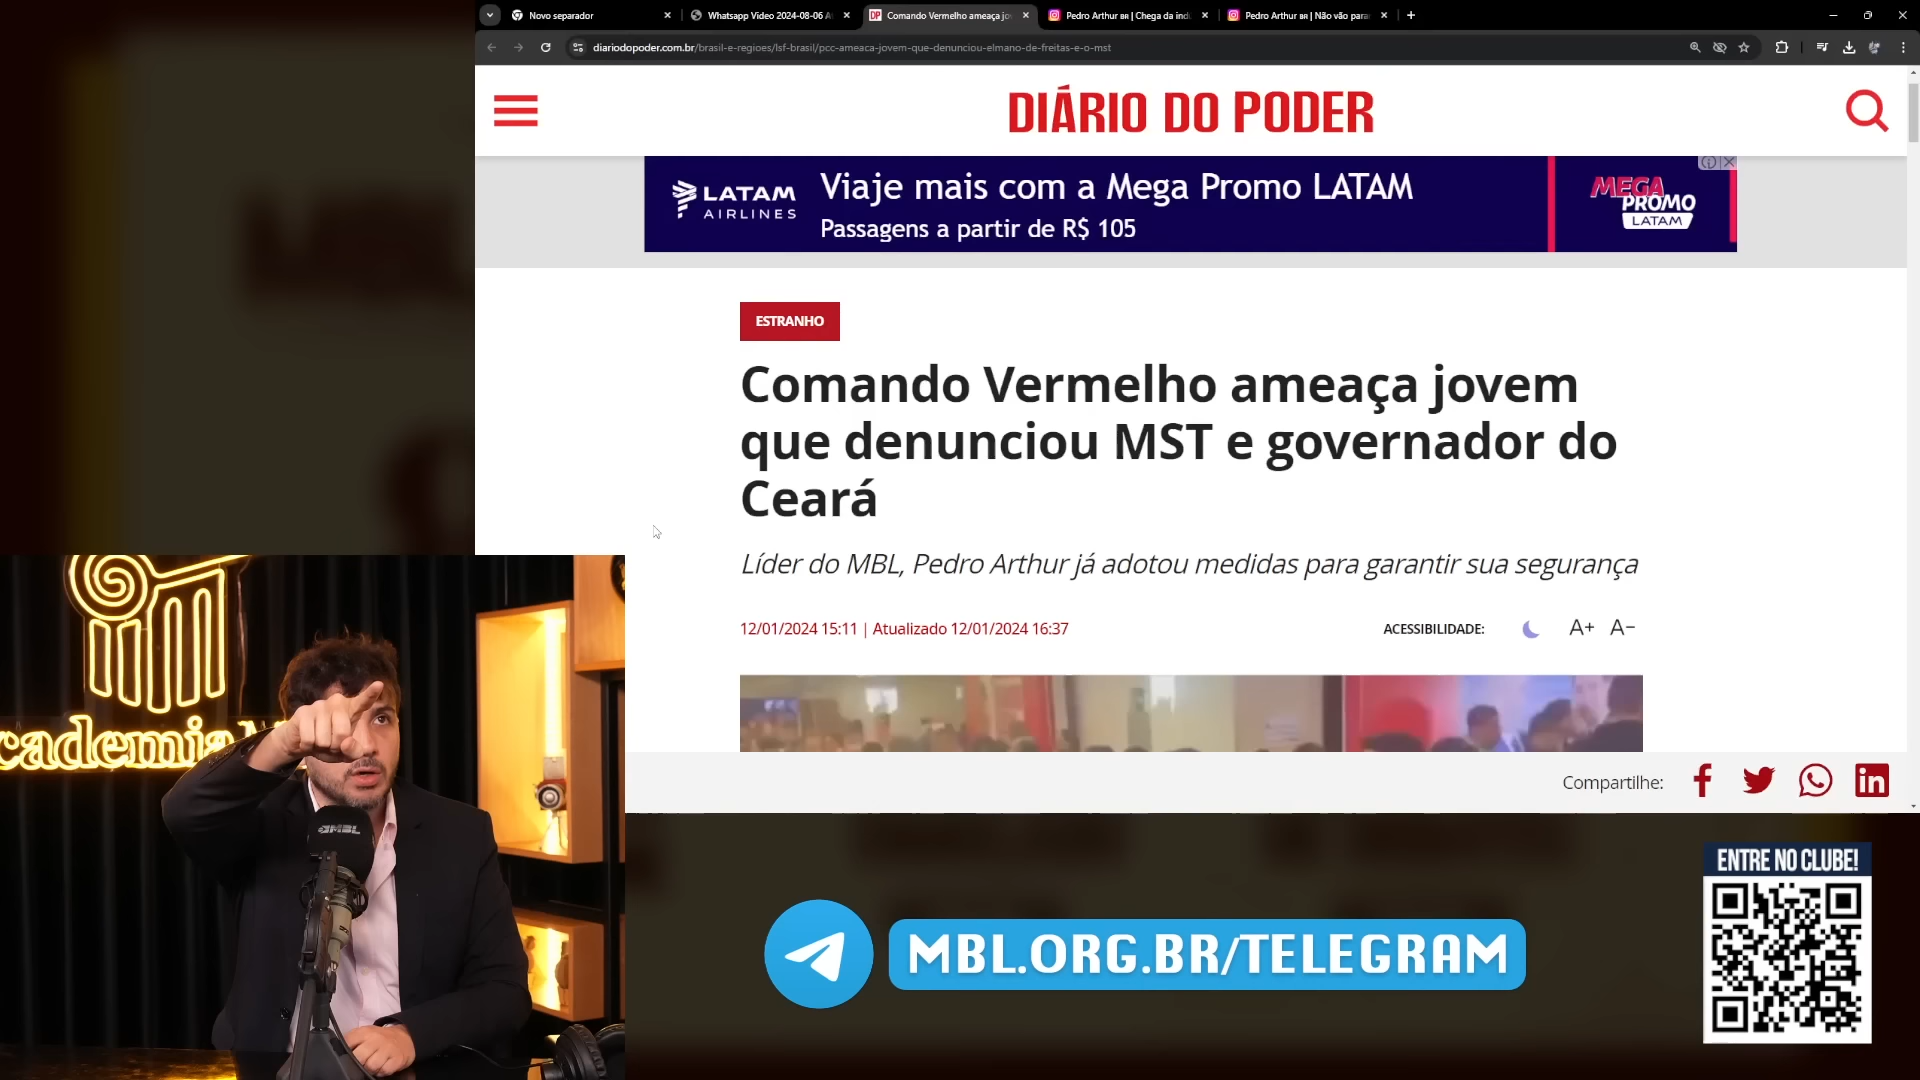 Novo separador
Whatsapp Video 2024-08-06 A
Comando Vermelho ameaça jo
Pedro Arthur BR | Chega da ind
Pedro Arthur BR | Não vão para
diariodopoder.com.br/brasil-e-regioes/lsf-brasil/pcc-ameaca-jovem-que-denunciou-elmano-de-freitas-e-o-mst
DIÁRIO DO PODER
LATAM
AIRLINES
Viaje mais com a Mega Promo LATAM
Passagens a partir de R$ 105
MEGA
PROMO
LATAM
ESTRANHO
Comando Vermelho ameaça jovem
que denunciou MST e governador do
Ceará
Líder do MBL, Pedro Arthur já adotou medidas para garantir sua segurança
12/01/2024 15:11 | Atualizado 12/01/2024 16:37
ACESSIBILIDADE:
A+ A-
Compartilhe:
cademia
MBL
MBL.ORG.BR/TELEGRAM
ENTRE NO CLUBE!